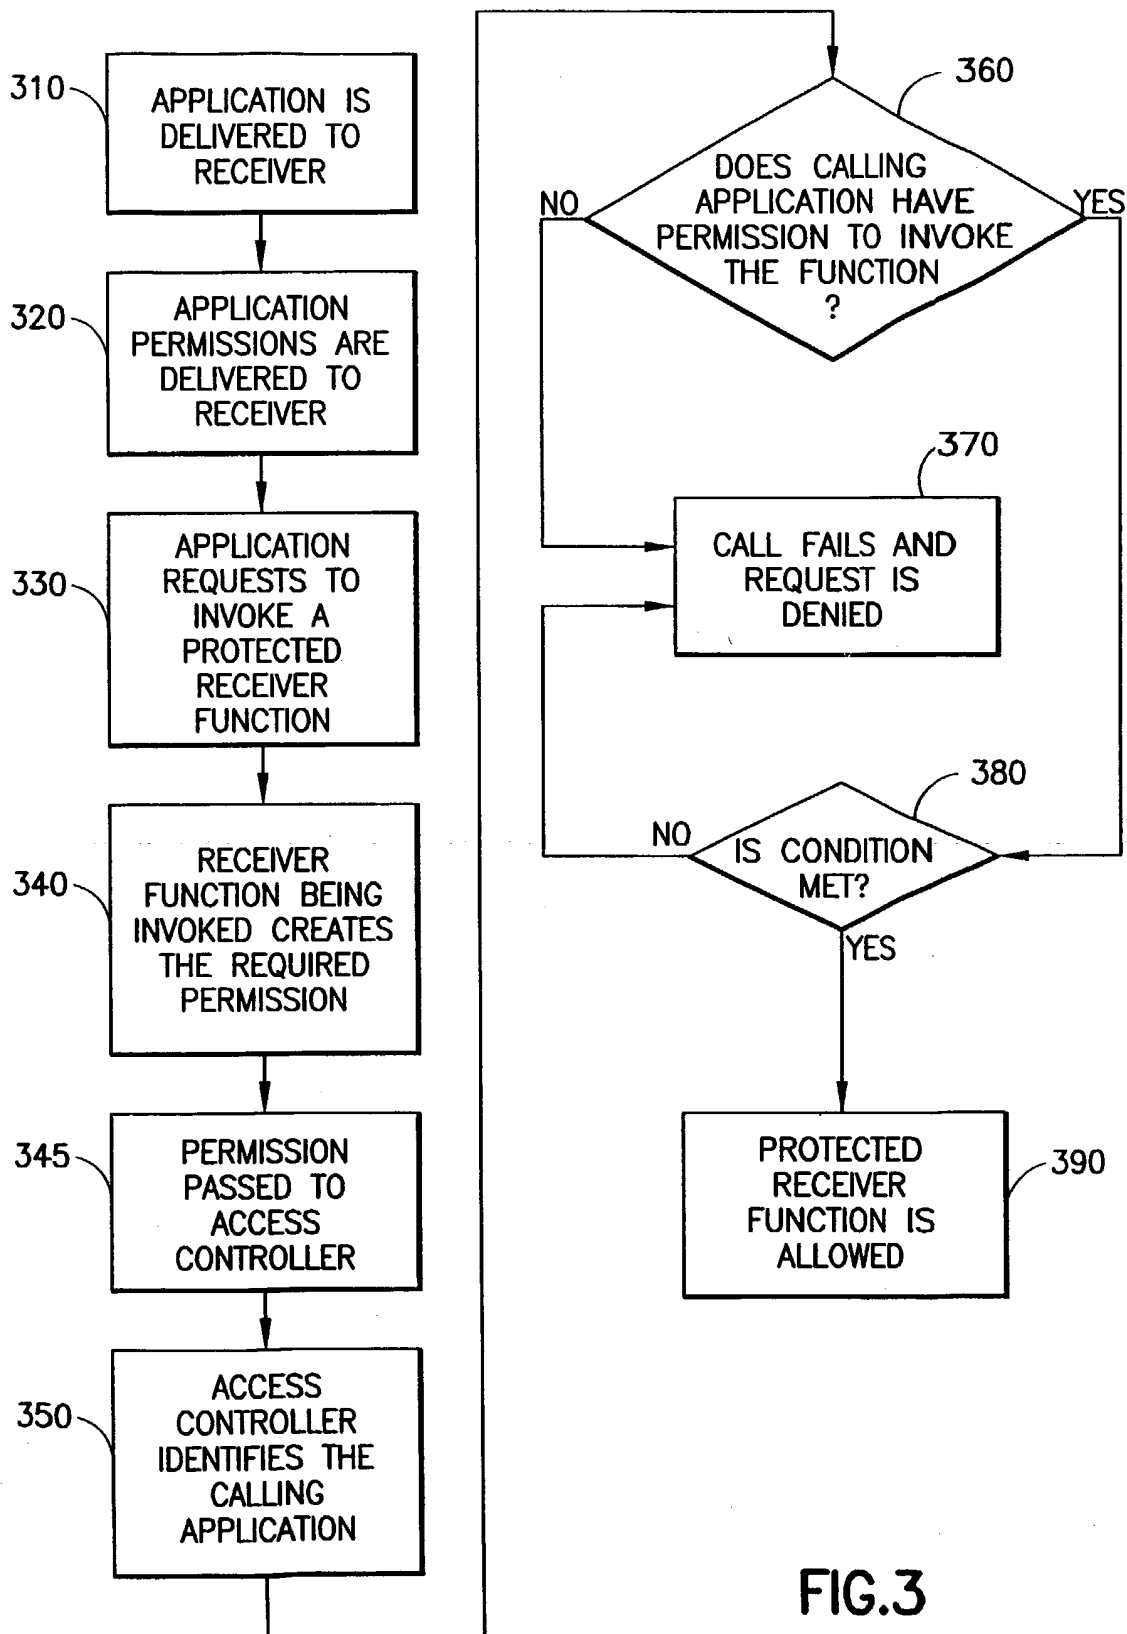 310
APPLICATION IS
DELIVERED TO
RECEIVER
320
APPLICATION
PERMISSIONS ARE
DELIVERED TO
RECEIVER
330
APPLICATION
REQUESTS TO
INVOKE A
PROTECTED
RECEIVER
FUNCTION
340
RECEIVER
FUNCTION BEING
INVOKED CREATES
THE REQUIRED
PERMISSION
345
PERMISSION
PASSED TO
ACCESS
CONTROLLER
350
ACCESS
CONTROLLER
IDENTIFIES THE
CALLING
APPLICATION
360
DOES CALLING
APPLICATION HAVE
PERMISSION TO INVOKE
THE FUNCTION
?
NO
YES
370
CALL FAILS AND
REQUEST IS
DENIED
380
IS CONDITION
MET?
NO
YES
390
PROTECTED
RECEIVER
FUNCTION IS
ALLOWED
FIG.3